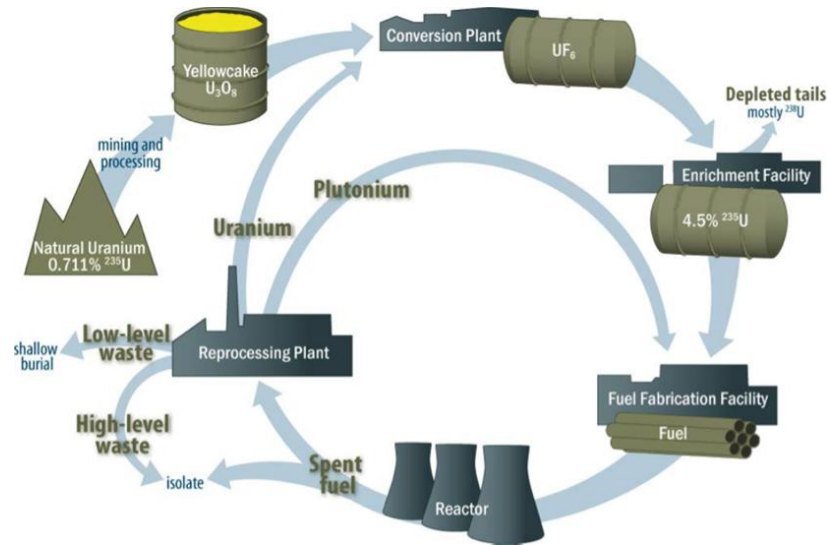 Yellowcake
U₃O₈
Conversion Plant
UF₆
Depleted tails
mostly ²³⁸U
mining and
processing
Enrichment Facility
Plutonium
4.5% ²³⁵U
Uranium
Natural Uranium
0.711% ²³⁵U
Low-level
waste
shallow
burial
Reprocessing Plant
Fuel Fabrication Facility
Fuel
High-level
waste
Spent
fuel
isolate
Reactor